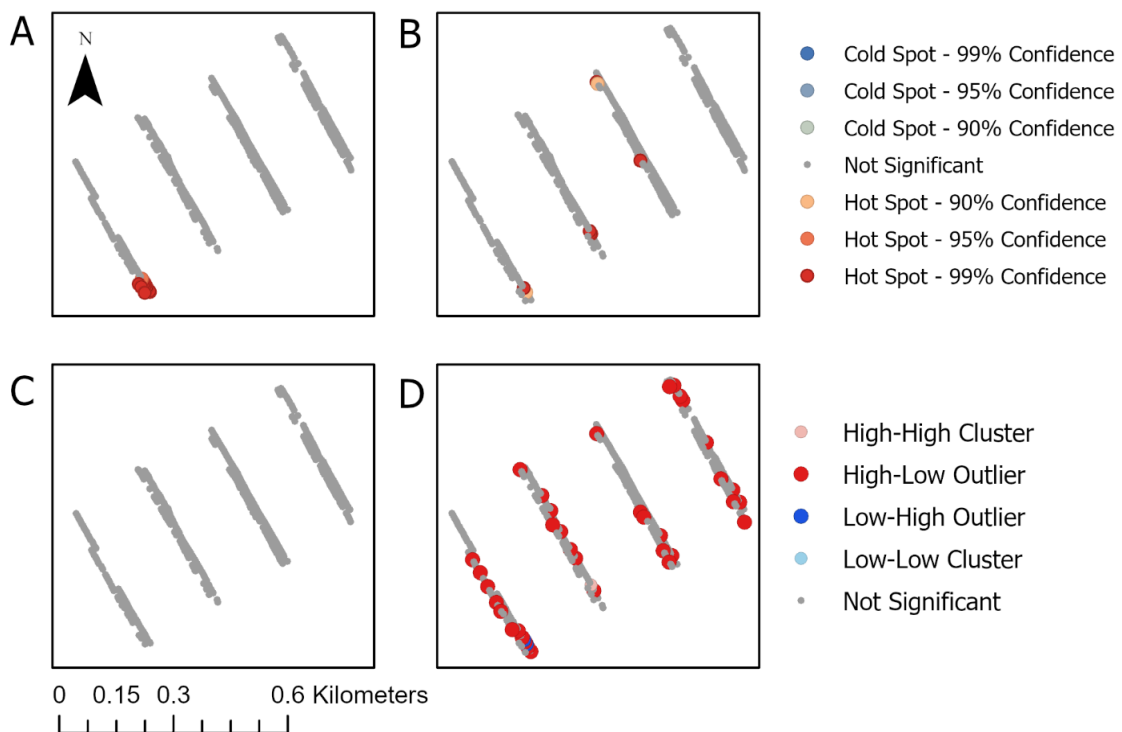 A
N
B
Cold Spot - 99% Confidence
Cold Spot - 95% Confidence
Cold Spot - 90% Confidence
Not Significant
Hot Spot - 90% Confidence
Hot Spot - 95% Confidence
Hot Spot - 99% Confidence
C
D
High-High Cluster
High-Low Outlier
Low-High Outlier
Low-Low Cluster
Not Significant
0 0.15 0.3 0.6 Kilometers